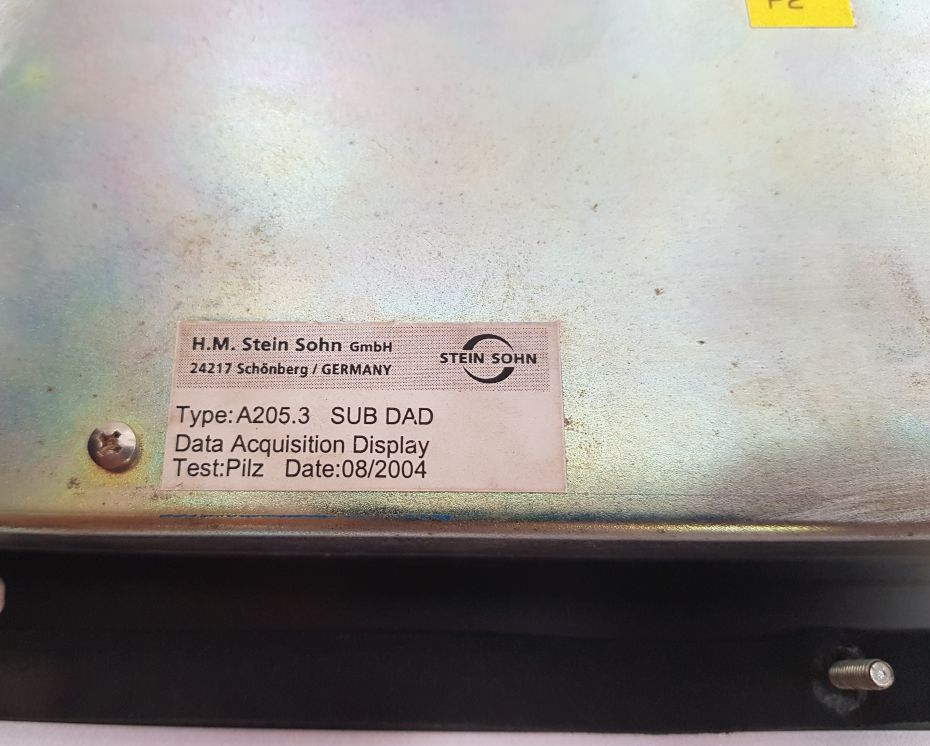 H.M. Stein Sohn GmbH
24217 Schönberg / GERMANY
STEIN SOHN
Type:A205.3 SUB DAD
Data Acquisition Display
Test:Pilz Date:08/2004